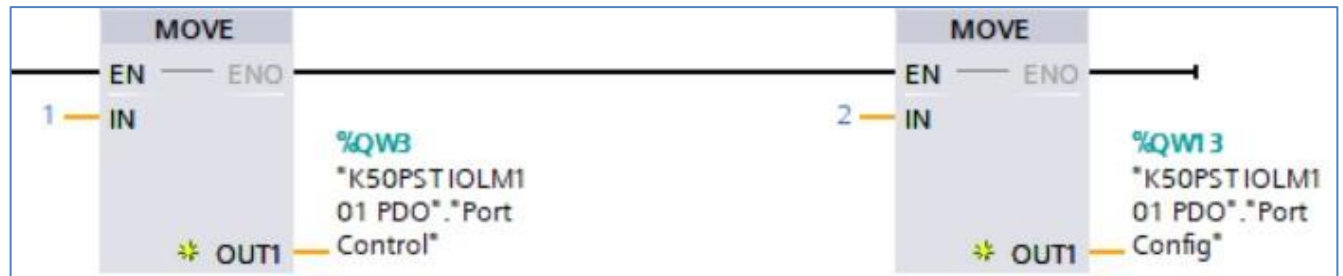 MOVE
EN ENO
1 IN
%QW3
"K50PSTIOLM1
01 PDO"."Port
Control"
OUT1
MOVE
EN ENO
2 IN
%QW13
"K50PSTIOLM1
01 PDO"."Port
Config"
OUT1